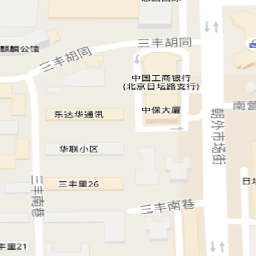 麒麟公馆
三丰胡同
三丰胡同
中国工商银行
(北京日坛路支行)
中保大厦
乐达华通讯
华联小区
三丰里26
三丰南巷
三丰南巷
丰里21
朝外市场街
南营
日坛